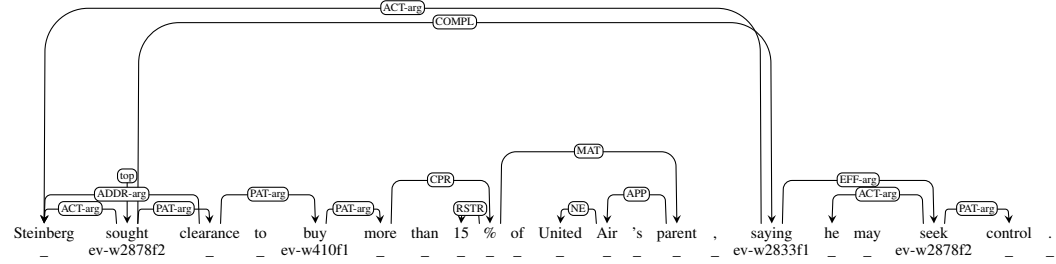 ACT-arg
COMPL
MAT
top
CPR
EFF-arg
ADDR-arg PAT-arg APP ACT-arg
ACT-arg PAT-arg PAT-arg RSTR NE PAT-arg
Steinberg sought clearance to buy more than 15 % of United Air 's parent , saying he may seek control .
_ ev-w2878f2 _ _ ev-w410f1 _ _ _ _ _ _ _ _ _ _ ev-w2833f1 _ _ ev-w2878f2 _ _